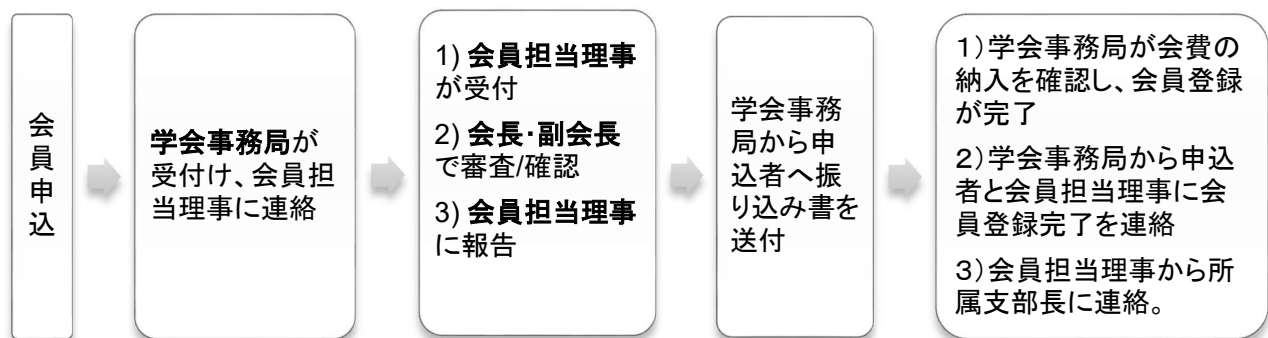 会員申込
学会事務局が
受付け、会員担
当理事に連絡
1) 会員担当理事
が受付
2) 会長・副会長
で審査/確認
3) 会員担当理事
に報告
学会事務
局から申
込者へ振
り込み書を
送付
１）学会事務局が会費の
納入を確認し、会員登録
が完了
２）学会事務局から申込
者と会員担当理事に会
員登録完了を連絡
３）会員担当理事から所
属支部長に連絡。